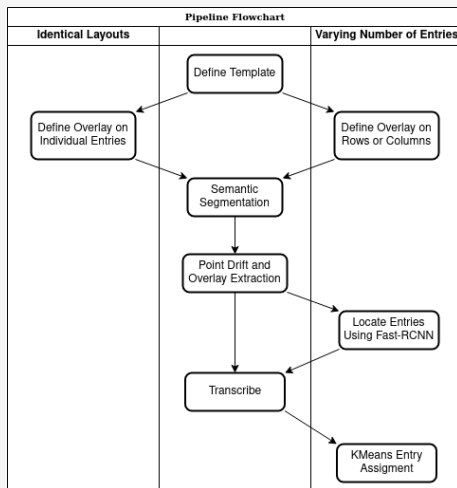 Pipeline Flowchart
Identical Layouts
Varying Number of Entries
Define Template
Define Overlay on
Individual Entries
Define Overlay on
Rows or Columns
Semantic
Segmentation
Point Drift and
Overlay Extraction
Locate Entries
Using Fast-RCNN
Transcribe
KMeans Entry
Assigment